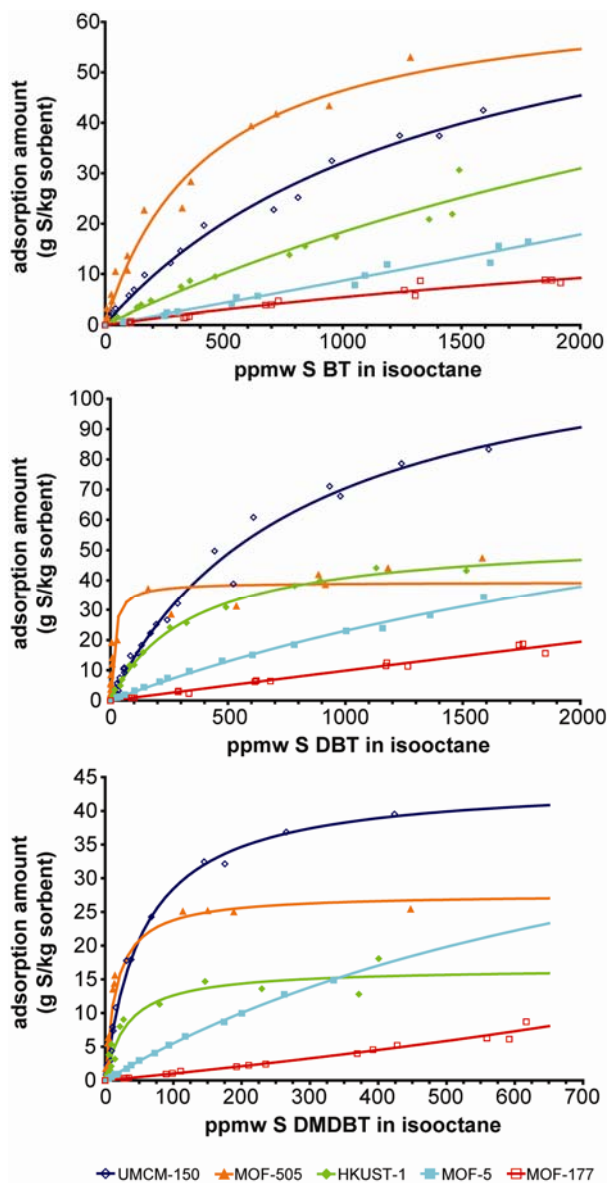 60
50
40
30
20
10
0
adsorption amount
(g S/kg sorbent)
0 500 1000 1500 2000
ppmw S BT in isooctane
100
90
80
70
60
50
40
30
20
10
0
adsorption amount
(g S/kg sorbent)
0 500 1000 1500 2000
ppmw S DBT in isooctane
45
40
35
30
25
20
15
10
5
0
adsorption amount
(g S/kg sorbent)
0 100 200 300 400 500 600 700
ppmw S DMDBT in isooctane
UMCM-150 MOF-505 HKUST-1 MOF-5 MOF-177